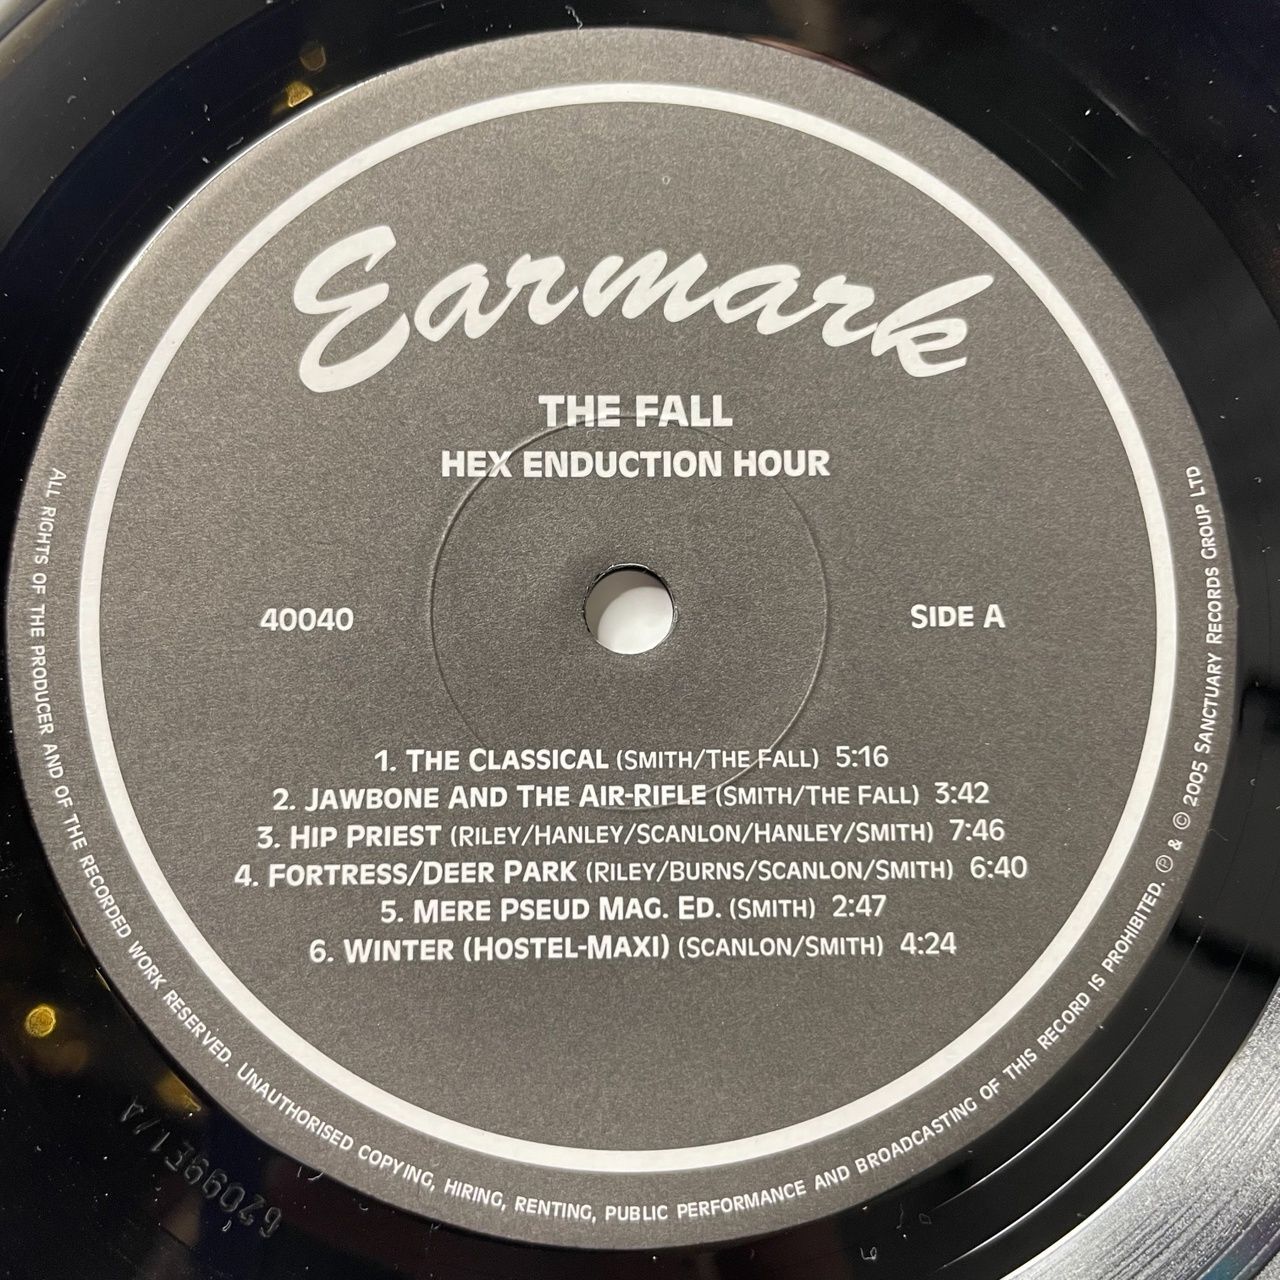 Earmark
THE FALL
HEX ENDUCTION HOUR
40040
SIDE A
1. THE CLASSICAL (SMITH/THE FALL) 5:16
2. JAWBONE AND THE AIR-RIFLE (SMITH/THE FALL) 3:42
3. HIP PRIEST (RILEY/HANLEY/SCANLON/HANLEY/SMITH) 7:46
4. FORTRESS/DEER PARK (RILEY/BURNS/SCANLON/SMITH) 6:40
5. MERE PSEUD MAG. ED. (SMITH) 2:47
6. WINTER (HOSTEL-MAXI) (SCANLON/SMITH) 4:24
ALL RIGHTS OF THE PRODUCER AND OF THE RECORDED WORK RESERVED. UNAUTHORISED COPYING, HIRING, RENTING, PUBLIC PERFORMANCE AND BROADCASTING OF THIS RECORD IS PROHIBITED. ℗ & © 2005 SANCTUARY RECORDS GROUP LTD
62099E1/A